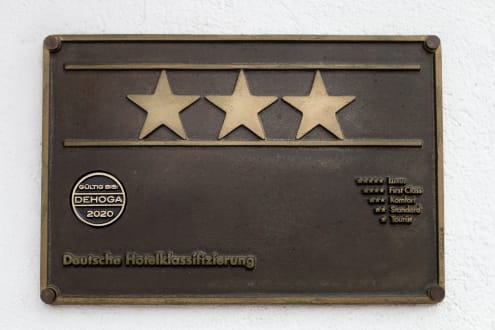 GÜLTIG BIS:
DEHOGA
2020
★★★★★ Luxus
★★★★ First Class
★★★ Komfort
★★ Standard
★ Tourist
Deutsche Hotelklassifizierung